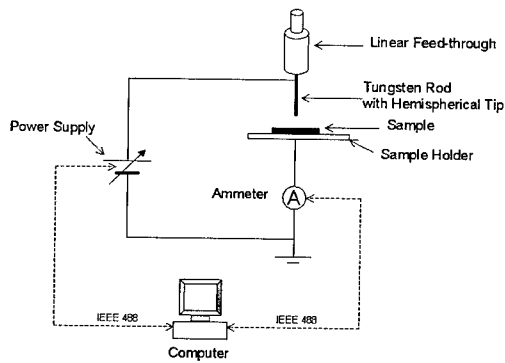 Linear Feed-through
Tungsten Rod
with Hemispherical Tip
Sample
Power Supply
Sample Holder
Ammeter
A
IEEE 488
IEEE 488
Computer